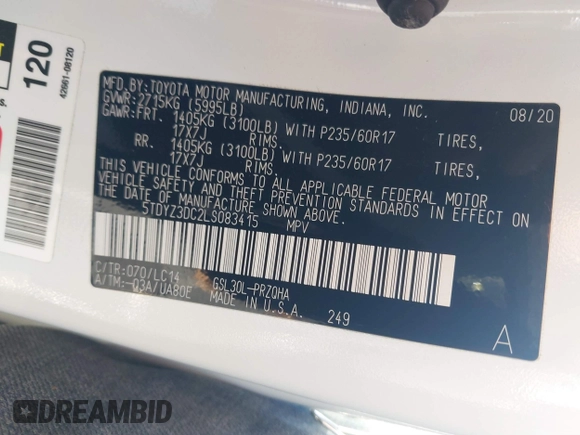 120
42661-08120
MFD.BY:TOYOTA MOTOR MANUFACTURING, INDIANA, INC. 08/20
GVWR: 2715KG (5995LB)
GAWR:FRT. 1405KG (3100LB) WITH P235/60R17 TIRES,
17X7J RIMS,
RR. 1405KG (3100LB) WITH P235/60R17 TIRES,
17X7J RIMS.
THIS VEHICLE CONFORMS TO ALL APPLICABLE FEDERAL MOTOR
VEHICLE SAFETY AND THEFT PREVENTION STANDARDS IN EFFECT ON
THE DATE OF MANUFACTURE SHOWN ABOVE.
5TDYZ3DC2LS083415 MPV
C/TR:070/LC14 GSL30L-PRZQHA
A/TM:-03A/UA80E MADE IN U.S.A. 249
A
DREAMBID